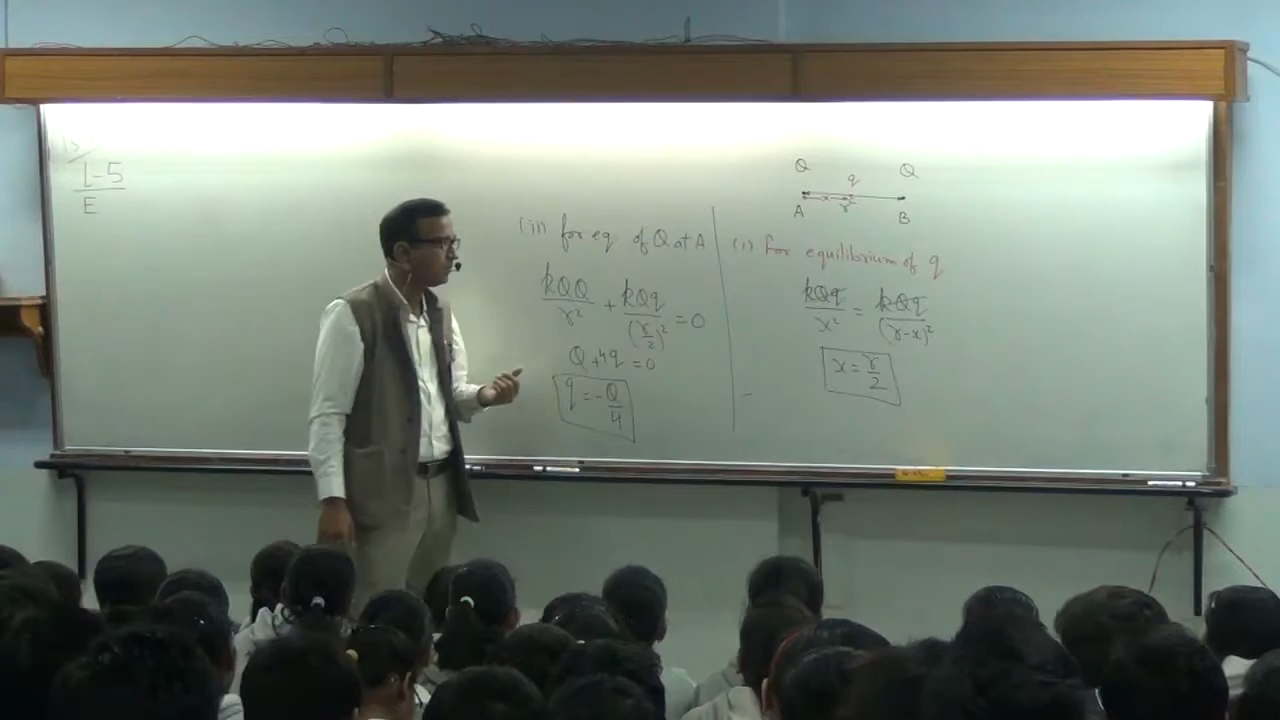 L-5
E
Q Q
q
x
r
A B
(ii) for eq of Q at A
kQQ/r² + kQq/(r/2)² = 0
Q + 4q = 0
q = -Q/4
(i) For equilibrium of q
kQq/x² = kQq/(r-x)²
x = r/2